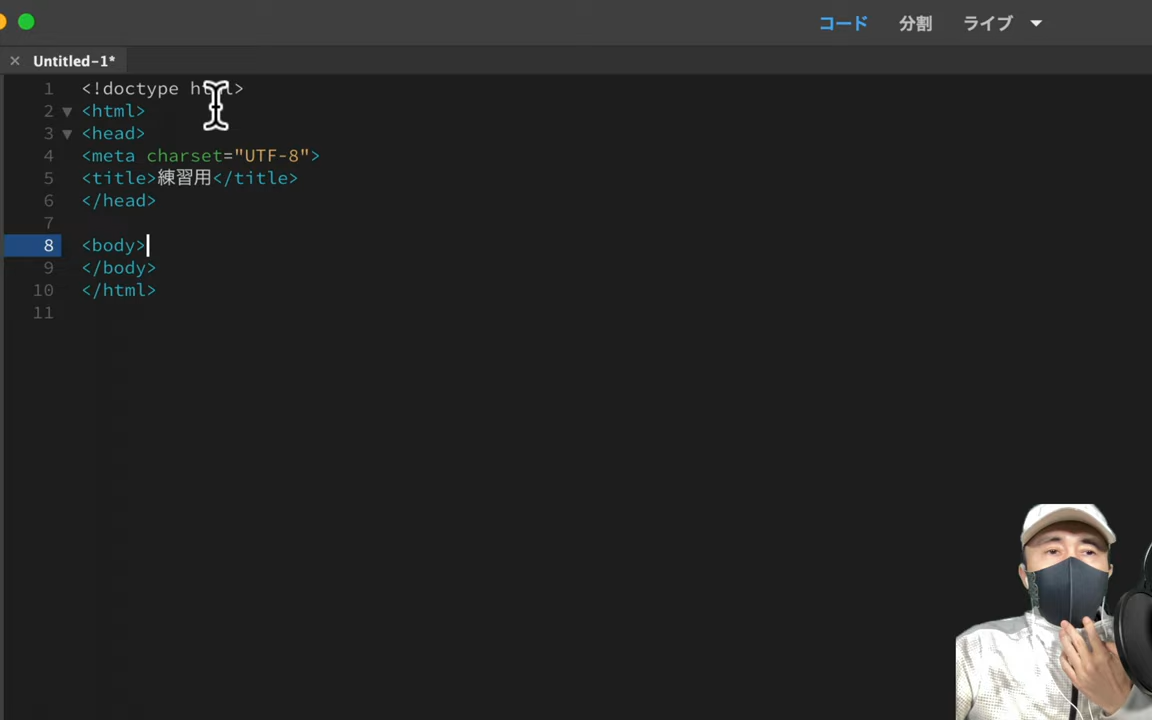 コード 分割 ライブ
Untitled-1*
1 <!doctype html>
2 <html>
3 <head>
4 <meta charset="UTF-8">
5 <title>練習用</title>
6 </head>
7
8 <body>
9 </body>
10 </html>
11